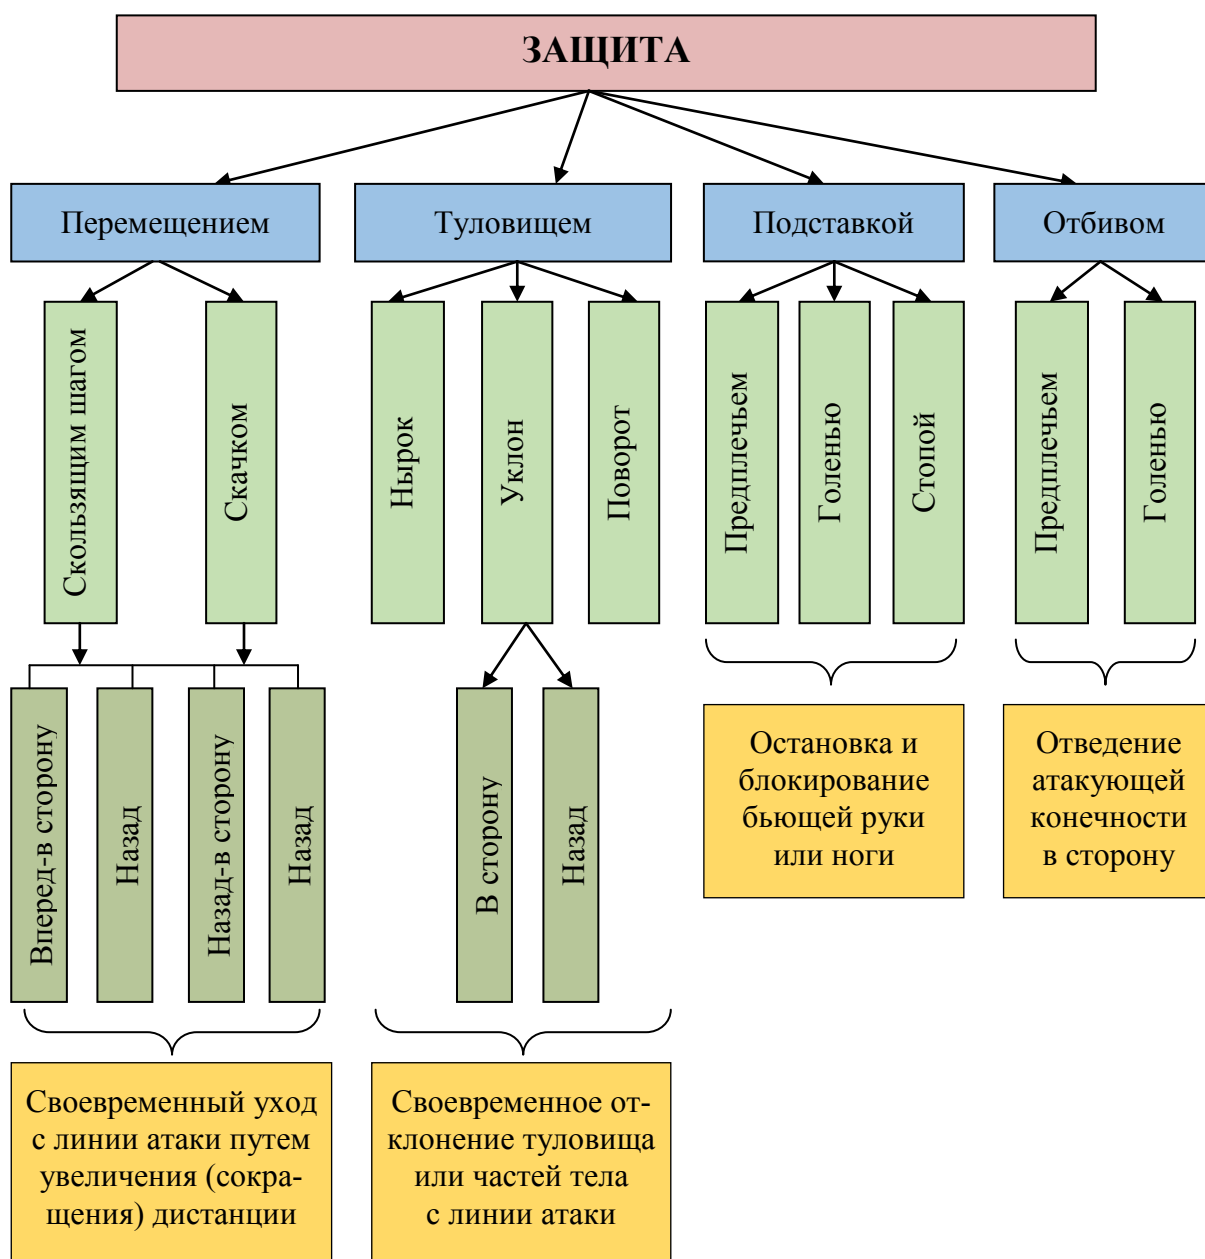 ЗАЩИТА
Перемещением
Туловищем
Подставкой
Отбивом
Скользящим шагом
Скачком
Нырок
Уклон
Поворот
Предплечьем
Голенью
Стопой
Предплечьем
Голенью
Вперед-в сторону
Назад
Назад-в сторону
Назад
В сторону
Назад
Остановка и
блокирование
бьющей руки
или ноги
Отведение
атакующей
конечности
в сторону
Своевременный уход
с линии атаки путем
увеличения (сокра-
щения) дистанции
Своевременное от-
клонение туловища
или частей тела
с линии атаки